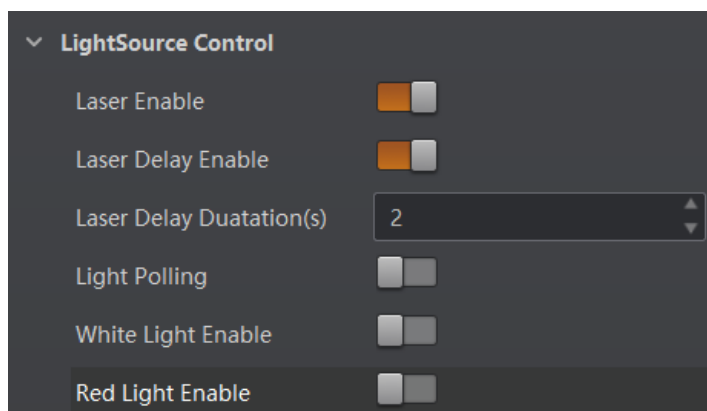 LightSource Control
Laser Enable
Laser Delay Enable
Laser Delay Duatation(s) 2
Light Polling
White Light Enable
Red Light Enable